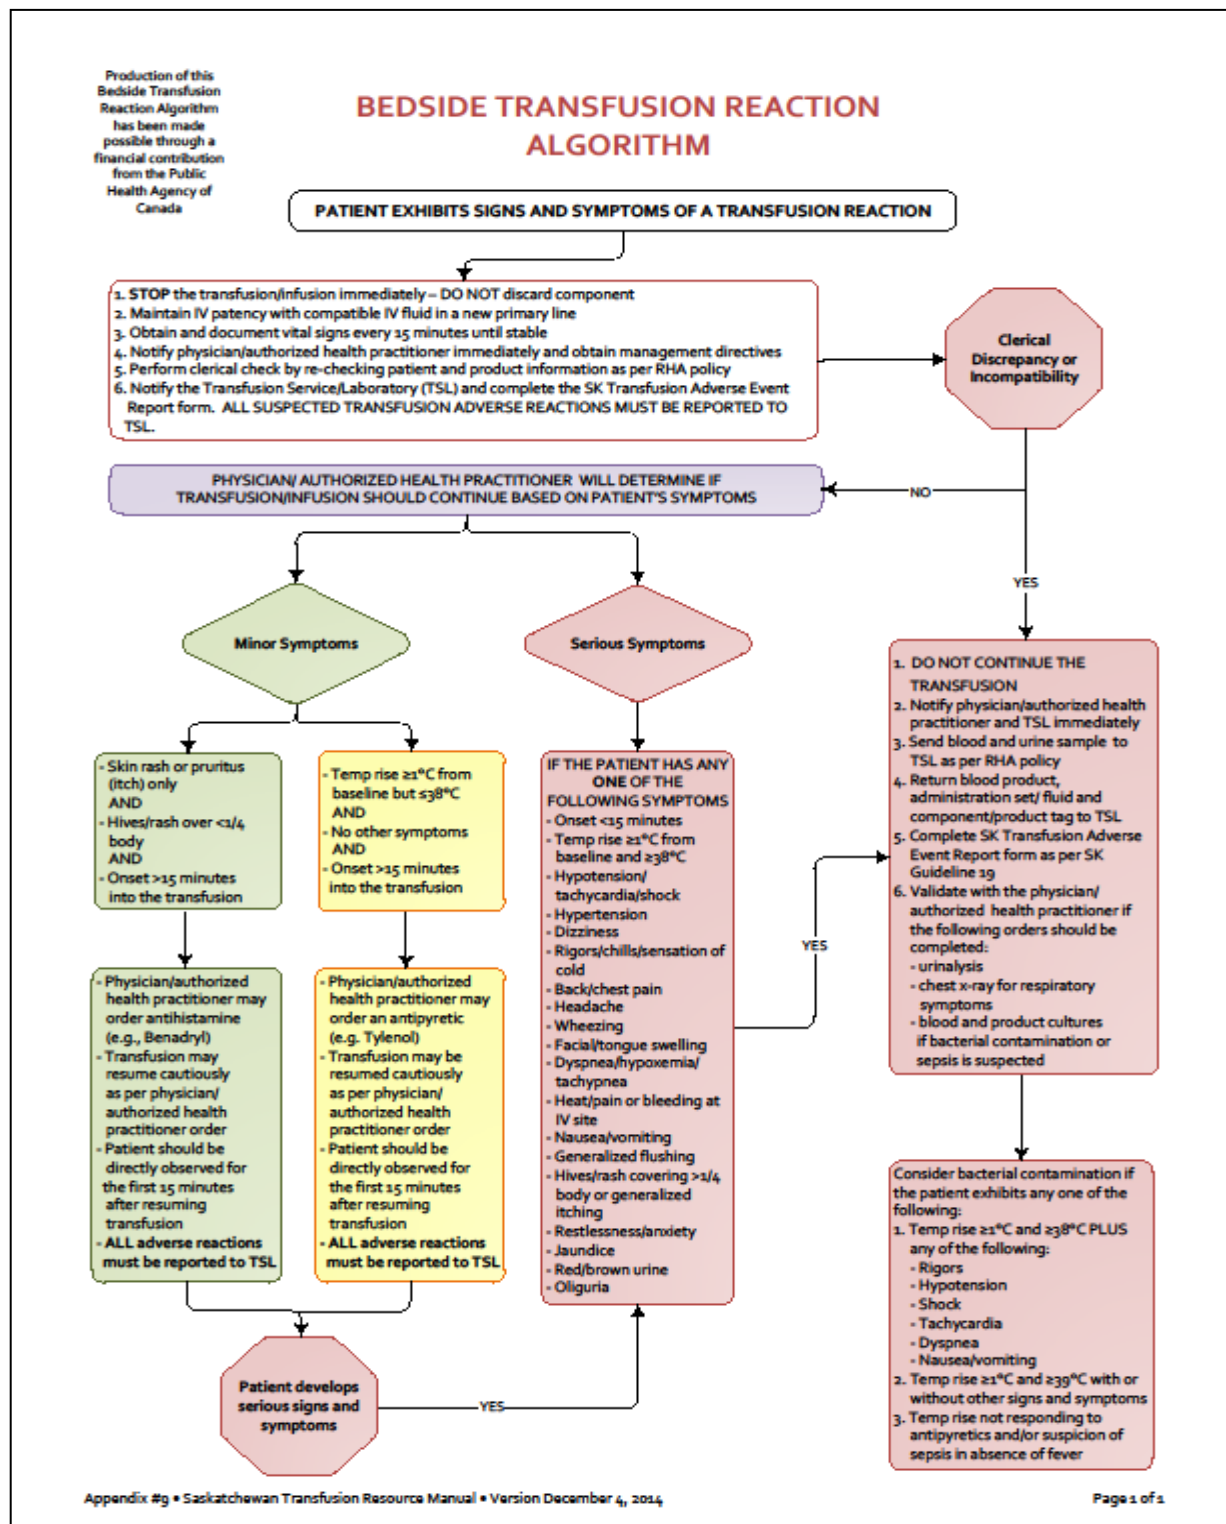 Production of this
Bedside Transfusion
Reaction Algorithm
has been made
possible through a
financial contribution
from the Public
Health Agency of
Canada
BEDSIDE TRANSFUSION REACTION
ALGORITHM
PATIENT EXHIBITS SIGNS AND SYMPTOMS OF A TRANSFUSION REACTION
1. STOP the transfusion/infusion immediately – DO NOT discard component
2. Maintain IV patency with compatible IV fluid in a new primary line
3. Obtain and document vital signs every 15 minutes until stable
4. Notify physician/authorized health practitioner immediately and obtain management directives
5. Perform clerical check by re-checking patient and product information as per RHA policy
6. Notify the Transfusion Service/Laboratory (TSL) and complete the SK Transfusion Adverse Event
Report form. ALL SUSPECTED TRANSFUSION ADVERSE REACTIONS MUST BE REPORTED TO
TSL.
Clerical
Discrepancy or
Incompatibility
PHYSICIAN/ AUTHORIZED HEALTH PRACTITIONER WILL DETERMINE IF
TRANSFUSION/INFUSION SHOULD CONTINUE BASED ON PATIENT'S SYMPTOMS
NO
YES
Minor Symptoms
Serious Symptoms
- Skin rash or pruritus
(itch) only
AND
- Hives/rash over <1/4
body
AND
- Onset >15 minutes
into the transfusion
- Temp rise ≥1°C from
baseline but ≤38°C
AND
- No other symptoms
AND
- Onset >15 minutes
into the transfusion
IF THE PATIENT HAS ANY
ONE OF THE
FOLLOWING SYMPTOMS
- Onset <15 minutes
- Temp rise ≥1°C from
baseline and ≥38°C
- Hypotension/
tachycardia/shock
- Hypertension
- Dizziness
- Rigors/chills/sensation of
cold
- Back/chest pain
- Headache
- Wheezing
- Facial/tongue swelling
- Dyspnea/hypoxemia/
tachypnea
- Heat/pain or bleeding at
IV site
- Nausea/vomiting
- Generalized flushing
- Hives/rash covering >1/4
body or generalized
itching
- Restlessness/anxiety
- Jaundice
- Red/brown urine
- Oliguria
YES
1. DO NOT CONTINUE THE
TRANSFUSION
2. Notify physician/authorized health
practitioner and TSL immediately
3. Send blood and urine sample to
TSL as per RHA policy
4. Return blood product,
administration set/ fluid and
component/product tag to TSL
5. Complete SK Transfusion Adverse
Event Report form as per SK
Guideline 19
6. Validate with the physician/
authorized health practitioner if
the following orders should be
completed:
- urinalysis
- chest x-ray for respiratory
symptoms
- blood and product cultures
if bacterial contamination or
sepsis is suspected
- Physician/authorized
health practitioner may
order antihistamine
(e.g., Benadryl)
- Transfusion may
resume cautiously
as per physician/
authorized health
practitioner order
- Patient should be
directly observed for
the first 15 minutes
after resuming
transfusion
- ALL adverse reactions
must be reported to TSL
- Physician/authorized
health practitioner may
order an antipyretic
(e.g. Tylenol)
- Transfusion may be
resumed cautiously
as per physician/
authorized health
practitioner order
- Patient should be
directly observed for
the first 15 minutes
after resuming
transfusion
- ALL adverse reactions
must be reported to TSL
Consider bacterial contamination if
the patient exhibits any one of the
following:
1. Temp rise ≥1°C and ≥38°C PLUS
any of the following:
- Rigors
- Hypotension
- Shock
- Tachycardia
- Dyspnea
- Nausea/vomiting
2. Temp rise ≥1°C and ≥39°C with or
without other signs and symptoms
3. Temp rise not responding to
antipyretics and/or suspicion of
sepsis in absence of fever
Patient develops
serious signs and
symptoms
YES
Appendix #9 • Saskatchewan Transfusion Resource Manual • Version December 4, 2014
Page 1 of 1